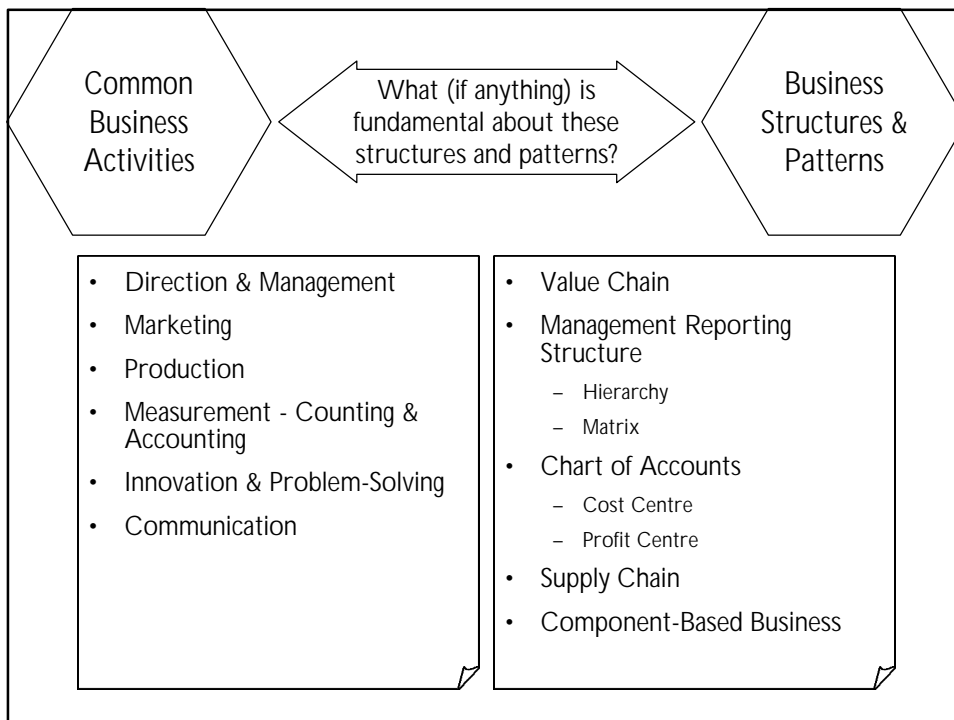 Common
Business
Activities
What (if anything) is
fundamental about these
structures and patterns?
Business
Structures &
Patterns
• Direction & Management
• Marketing
• Production
• Measurement - Counting &
Accounting
• Innovation & Problem-Solving
• Communication
• Value Chain
• Management Reporting
Structure
– Hierarchy
– Matrix
• Chart of Accounts
– Cost Centre
– Profit Centre
• Supply Chain
• Component-Based Business